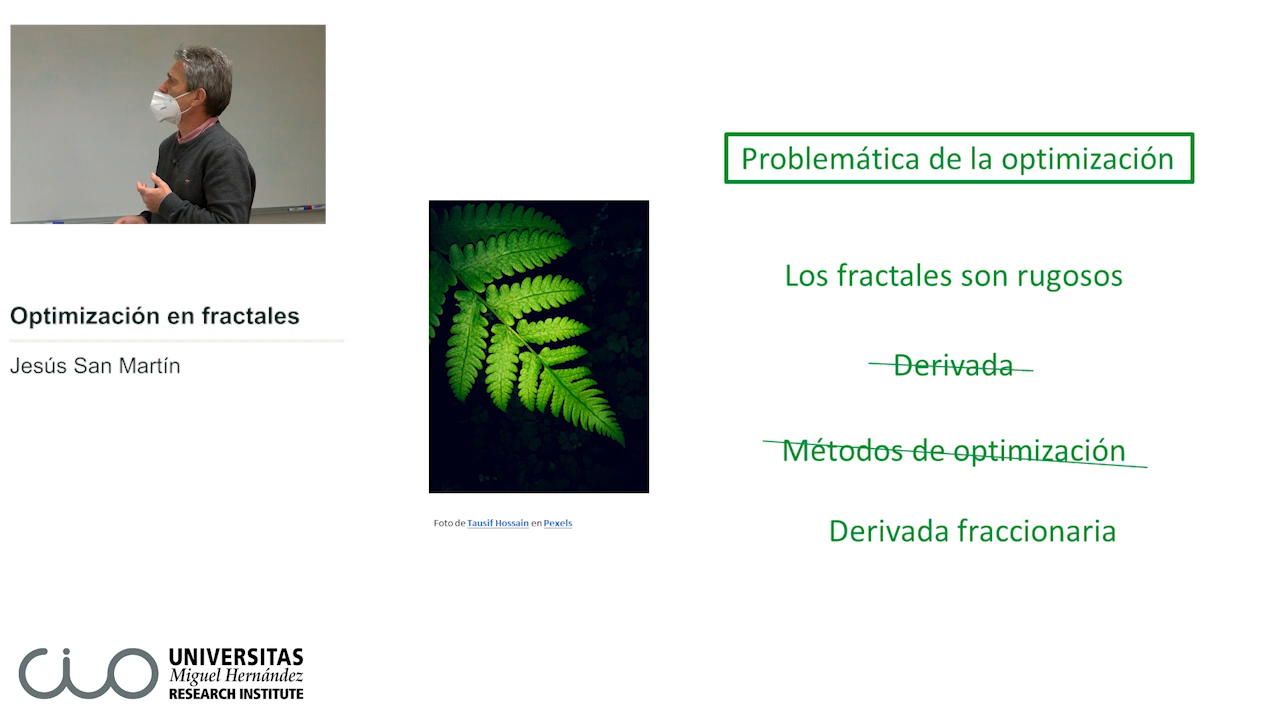 Optimización en fractales
Jesús San Martín
Problemática de la optimización
Los fractales son rugosos
Derivada
Métodos de optimización
Derivada fraccionaria
Foto de Tausif Hossain en Pexels
cio
UNIVERSITAS
Miguel Hernández
RESEARCH INSTITUTE